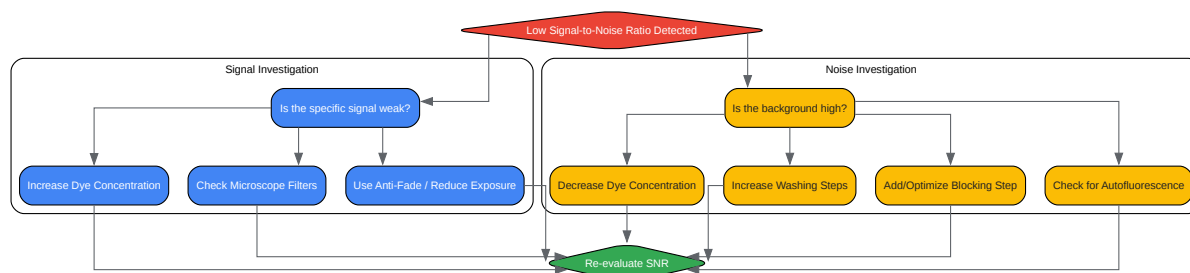 Low Signal-to-Noise Ratio Detected
Signal Investigation
Noise Investigation
Is the specific signal weak?
Is the background high?
Increase Dye Concentration
Check Microscope Filters
Use Anti-Fade / Reduce Exposure
Decrease Dye Concentration
Increase Washing Steps
Add/Optimize Blocking Step
Check for Autofluorescence
Re-evaluate SNR